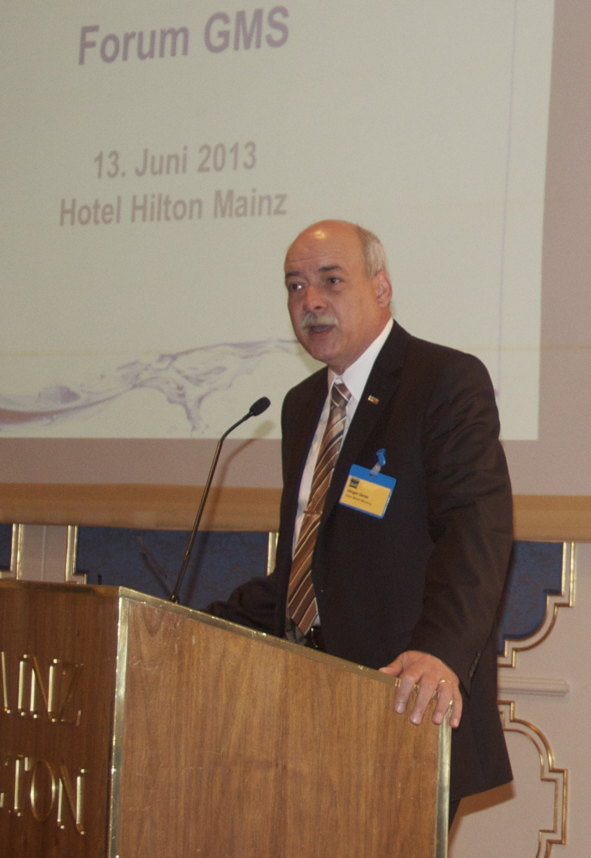 Forum GMS
13. Juni 2013
Hotel Hilton Mainz
AINZ
LTON